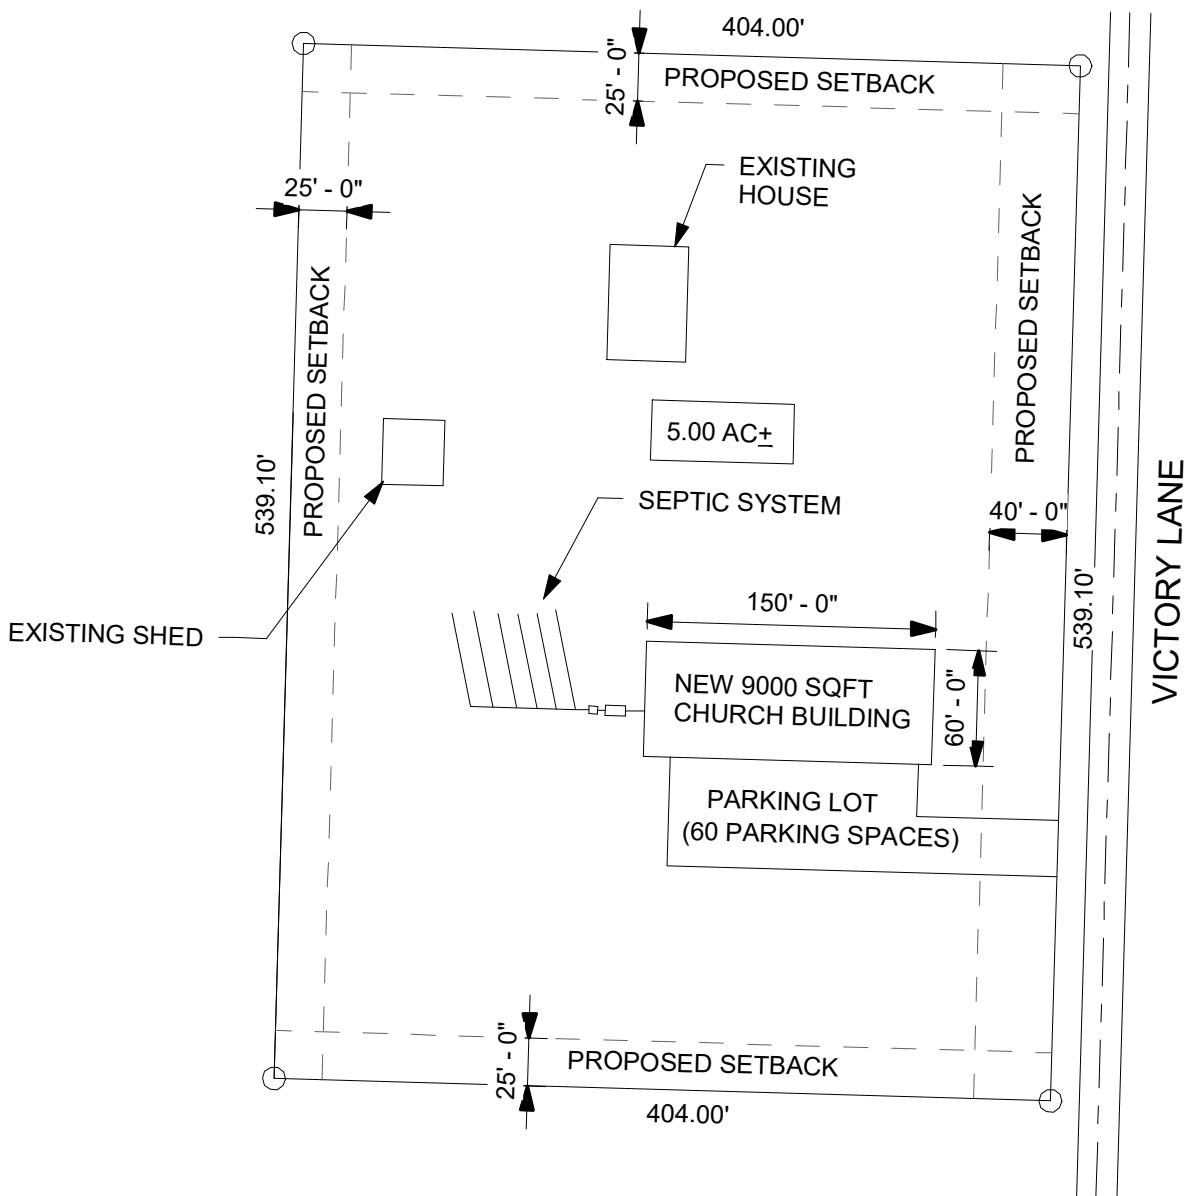 404.00'
25' - 0"
PROPOSED SETBACK
EXISTING
HOUSE
25' - 0"
PROPOSED SETBACK
PROPOSED SETBACK
5.00 AC±
539.10'
SEPTIC SYSTEM
40' - 0"
VICTORY LANE
539.10'
150' - 0"
EXISTING SHED
NEW 9000 SQFT
CHURCH BUILDING
60' - 0"
PARKING LOT
(60 PARKING SPACES)
25' - 0"
PROPOSED SETBACK
404.00'